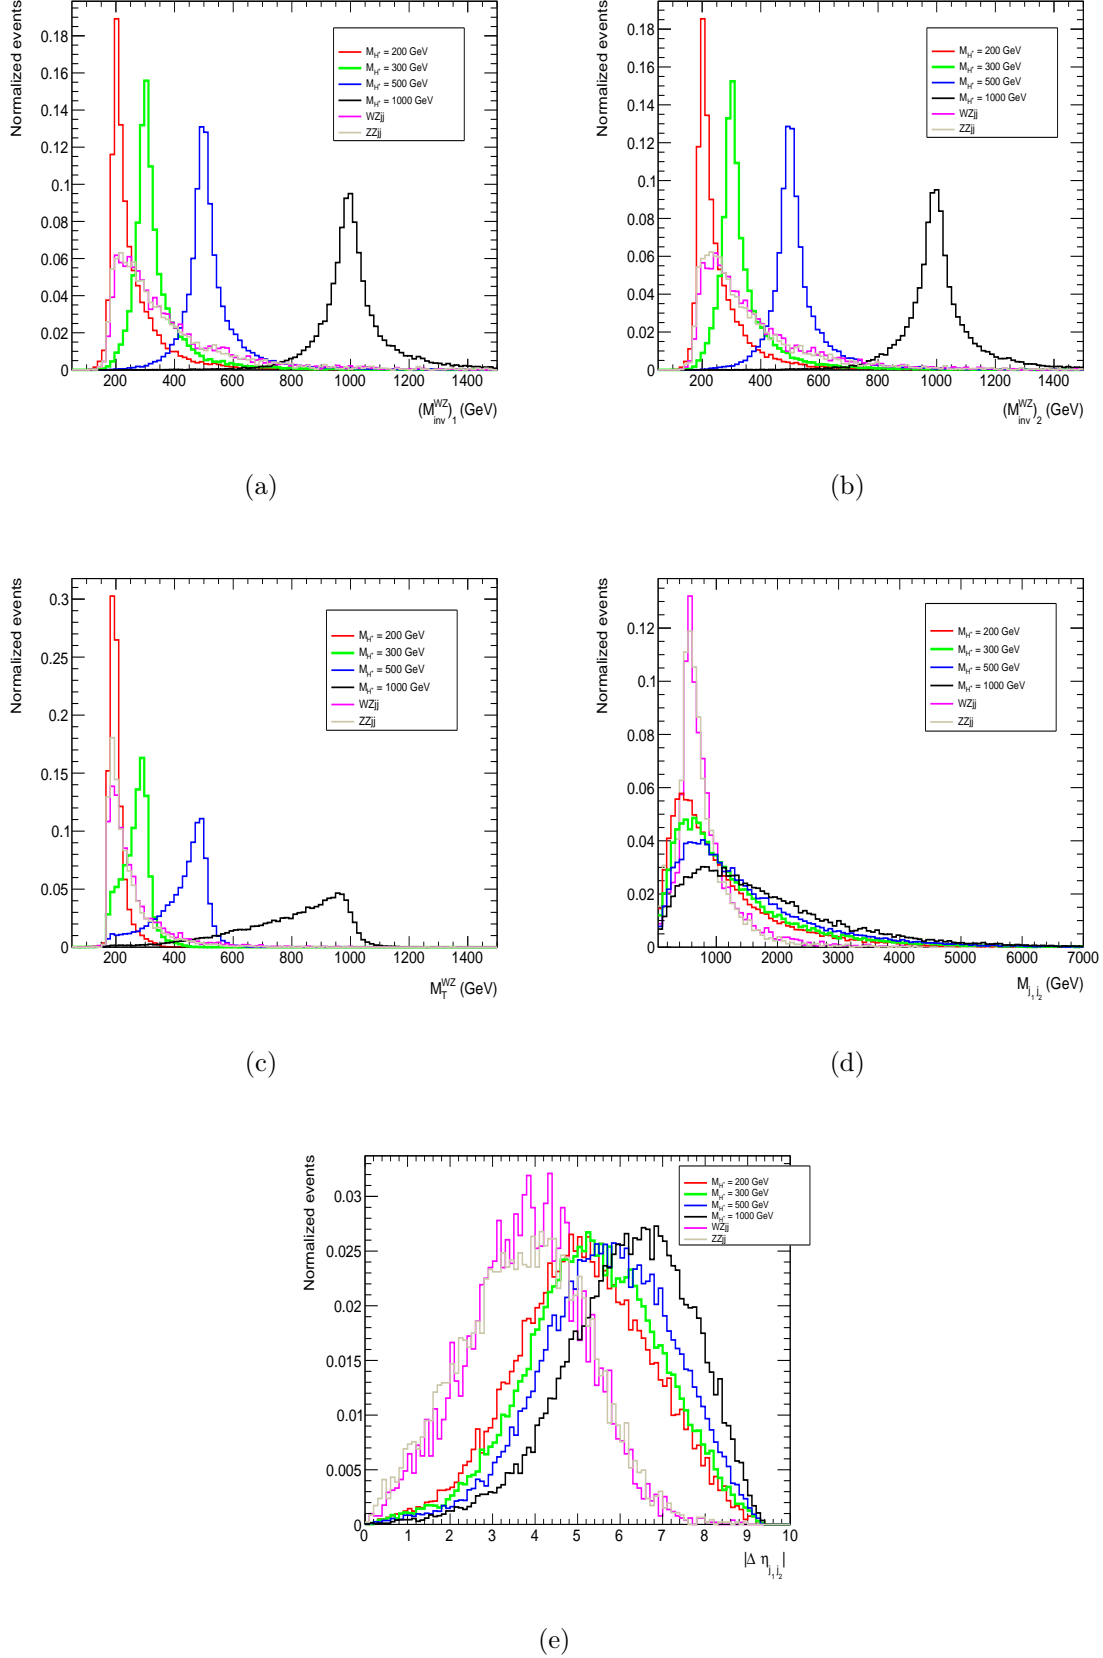 Normalized events
0.18
0.16
0.14
0.12
0.1
0.08
0.06
0.04
0.02
0
200 400 600 800 1000 1200 1400
M_H⁺ = 200 GeV
M_H⁺ = 300 GeV
M_H⁺ = 500 GeV
M_H⁺ = 1000 GeV
WZjj
ZZjj
(M_inv^WZ)_1 (GeV)
(a)
Normalized events
0.18
0.16
0.14
0.12
0.1
0.08
0.06
0.04
0.02
0
200 400 600 800 1000 1200 1400
M_H⁺ = 200 GeV
M_H⁺ = 300 GeV
M_H⁺ = 500 GeV
M_H⁺ = 1000 GeV
WZjj
ZZjj
(M_inv^WZ)_2 (GeV)
(b)
Normalized events
0.3
0.25
0.2
0.15
0.1
0.05
0
200 400 600 800 1000 1200 1400
M_H⁺ = 200 GeV
M_H⁺ = 300 GeV
M_H⁺ = 500 GeV
M_H⁺ = 1000 GeV
WZjj
ZZjj
M_T^WZ (GeV)
(c)
Normalized events
0.12
0.1
0.08
0.06
0.04
0.02
0
1000 2000 3000 4000 5000 6000 7000
M_H⁺ = 200 GeV
M_H⁺ = 300 GeV
M_H⁺ = 500 GeV
M_H⁺ = 1000 GeV
WZjj
ZZjj
M_j₁j₂ (GeV)
(d)
Normalized events
0.03
0.025
0.02
0.015
0.01
0.005
0
0 1 2 3 4 5 6 7 8 9 10
M_H⁺ = 200 GeV
M_H⁺ = 300 GeV
M_H⁺ = 500 GeV
M_H⁺ = 1000 GeV
WZjj
ZZjj
|Δ η_j₁j₂|
(e)